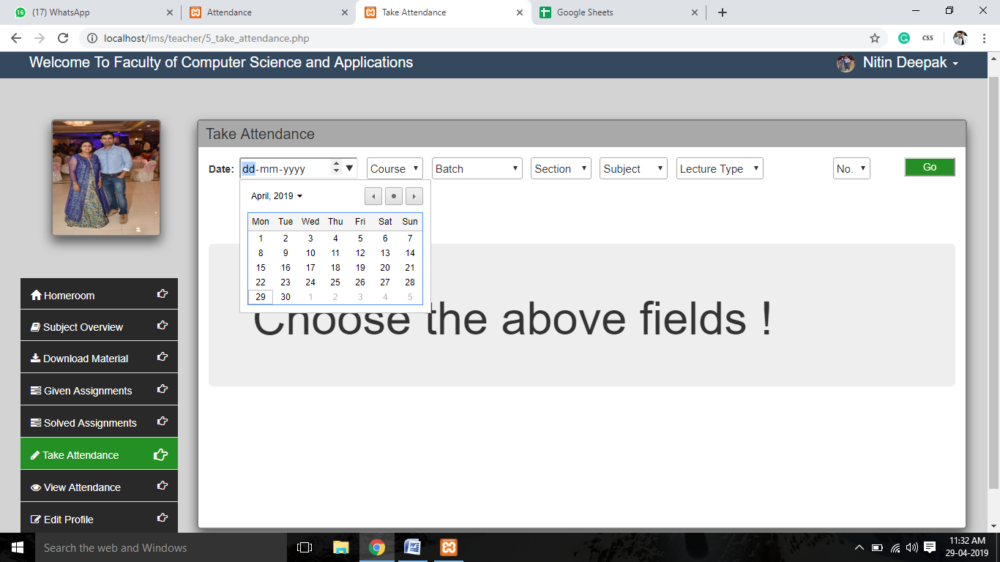 (17) WhatsApp
Attendance
Take Attendance
Google Sheets
localhost/lms/teacher/5_take_attendance.php
css
Welcome To Faculty of Computer Science and Applications
Nitin Deepak
Take Attendance
Date: dd-mm-yyyy Course Batch Section Subject Lecture Type No. Go
April, 2019
Mon Tue Wed Thu Fri Sat Sun
1 2 3 4 5 6 7
8 9 10 11 12 13 14
15 16 17 18 19 20 21
22 23 24 25 26 27 28
29 30 1 2 3 4 5
Choose the above fields !
Homeroom
Subject Overview
Download Material
Given Assignments
Solved Assignments
Take Attendance
View Attendance
Edit Profile
Search the web and Windows
11:32 AM
29-04-2019